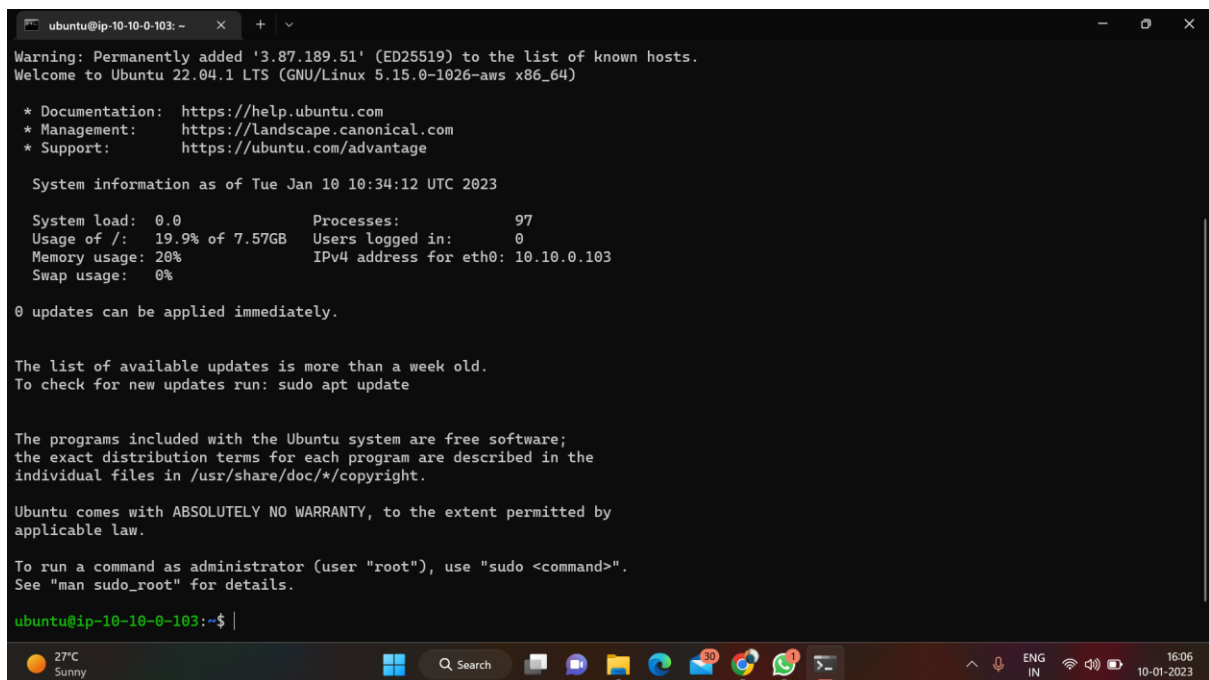 ubuntu@ip-10-10-0-103: ~
Warning: Permanently added '3.87.189.51' (ED25519) to the list of known hosts.
Welcome to Ubuntu 22.04.1 LTS (GNU/Linux 5.15.0-1026-aws x86_64)
* Documentation:  https://help.ubuntu.com
* Management:     https://landscape.canonical.com
* Support:        https://ubuntu.com/advantage
System information as of Tue Jan 10 10:34:12 UTC 2023
System load:  0.0               Processes:             97
Usage of /:   19.9% of 7.57GB   Users logged in:       0
Memory usage: 20%               IPv4 address for eth0: 10.10.0.103
Swap usage:   0%
0 updates can be applied immediately.
The list of available updates is more than a week old.
To check for new updates run: sudo apt update
The programs included with the Ubuntu system are free software;
the exact distribution terms for each program are described in the
individual files in /usr/share/doc/*/copyright.
Ubuntu comes with ABSOLUTELY NO WARRANTY, to the extent permitted by
applicable law.
To run a command as administrator (user "root"), use "sudo <command>".
See "man sudo_root" for details.
ubuntu@ip-10-10-0-103:~$
27°C
Sunny
Search
30
1
ENG
IN
16:06
10-01-2023